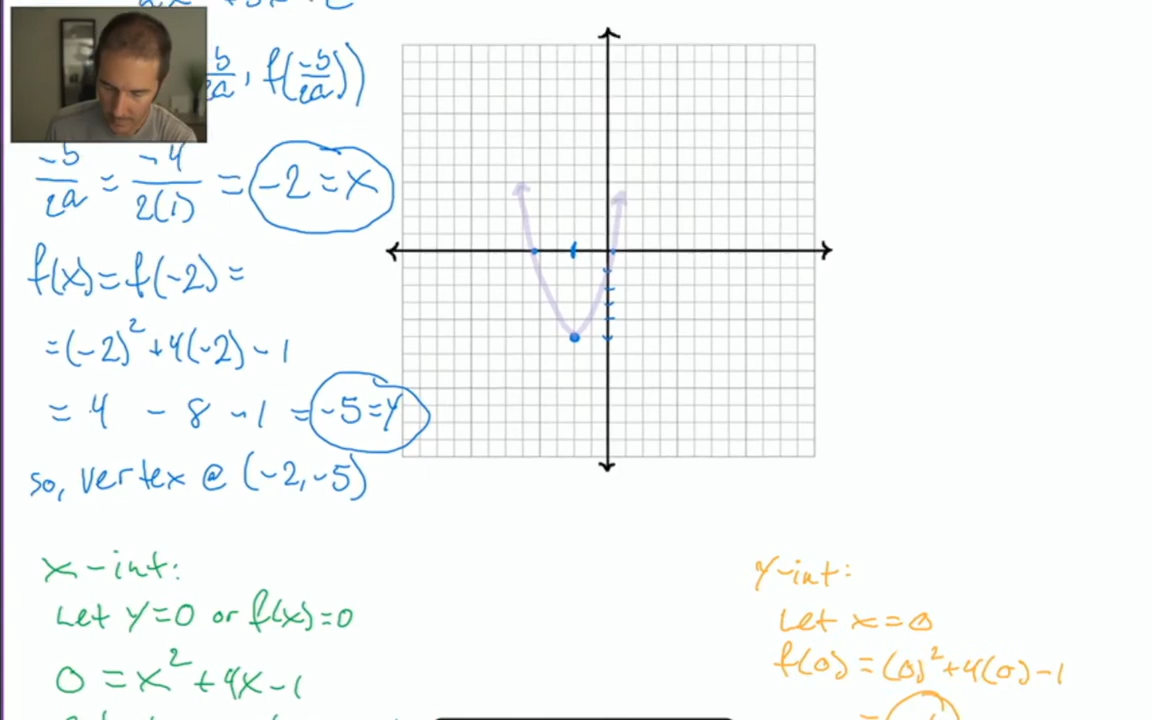 b/2a, f(-b/2a))
-b/2a = -4/2(1) = -2 = x
f(x) = f(-2) =
= (-2)² + 4(-2) - 1
= 4 - 8 - 1 = -5 = y
so, vertex @ (-2, -5)
x-int:
Let y=0 or f(x)=0
0 = x² + 4x - 1
y-int:
Let x=0
f(0) = (0)² + 4(0) - 1